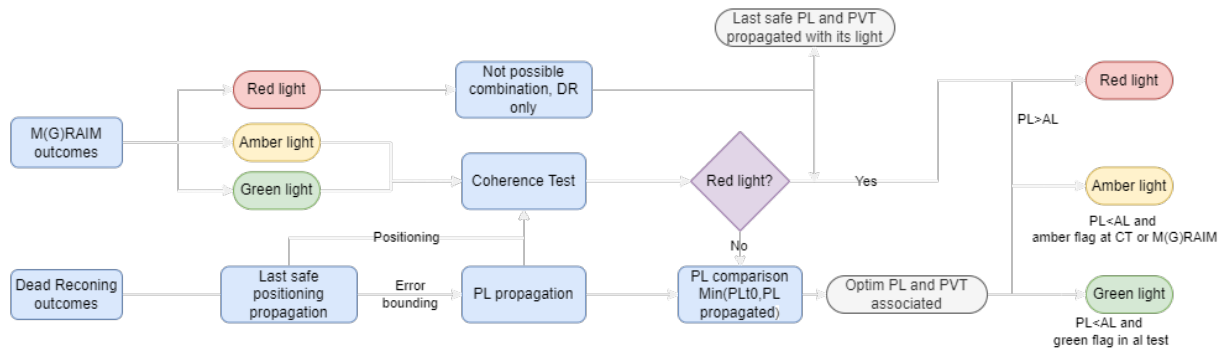 Last safe PL and PVT
propagated with its light
Red light
Not possible
combination, DR
only
Red light
M(G)RAIM
outcomes
Amber light
Green light
Coherence Test
Red light?
Yes
PL>AL
Amber light
PL<AL and
amber flag at CT or M(G)RAIM
Positioning
No
Dead Reconing
outcomes
Last safe
positioning
propagation
Error
bounding
PL propagation
PL comparison
Min(PLt0,PL
propagated)
Optim PL and PVT
associated
Green light
PL<AL and
green flag in al test